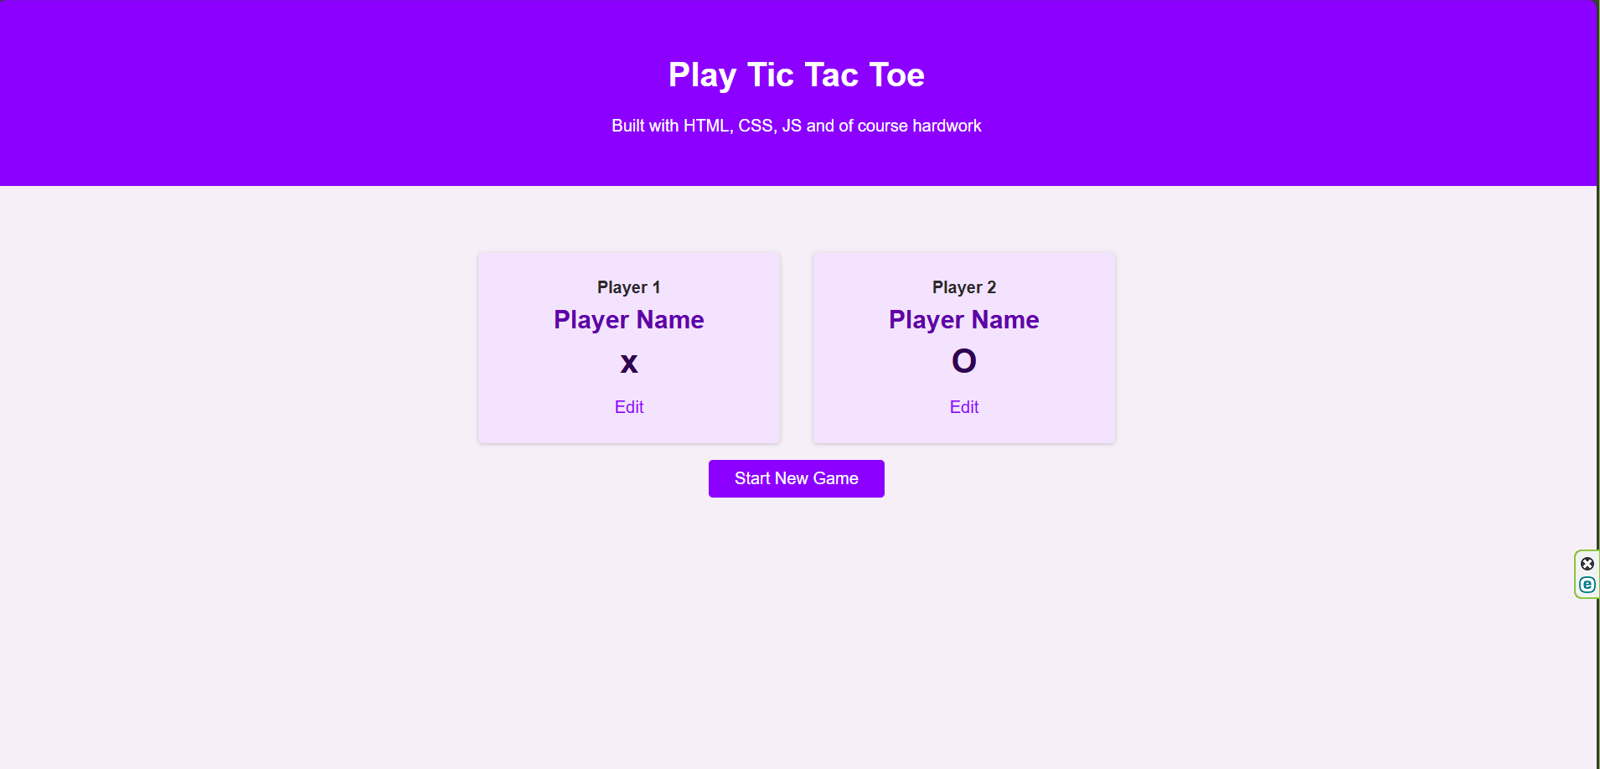 Play Tic Tac Toe
Built with HTML, CSS, JS and of course hardwork
Player 1
Player Name
x
Edit
Player 2
Player Name
O
Edit
Start New Game
e